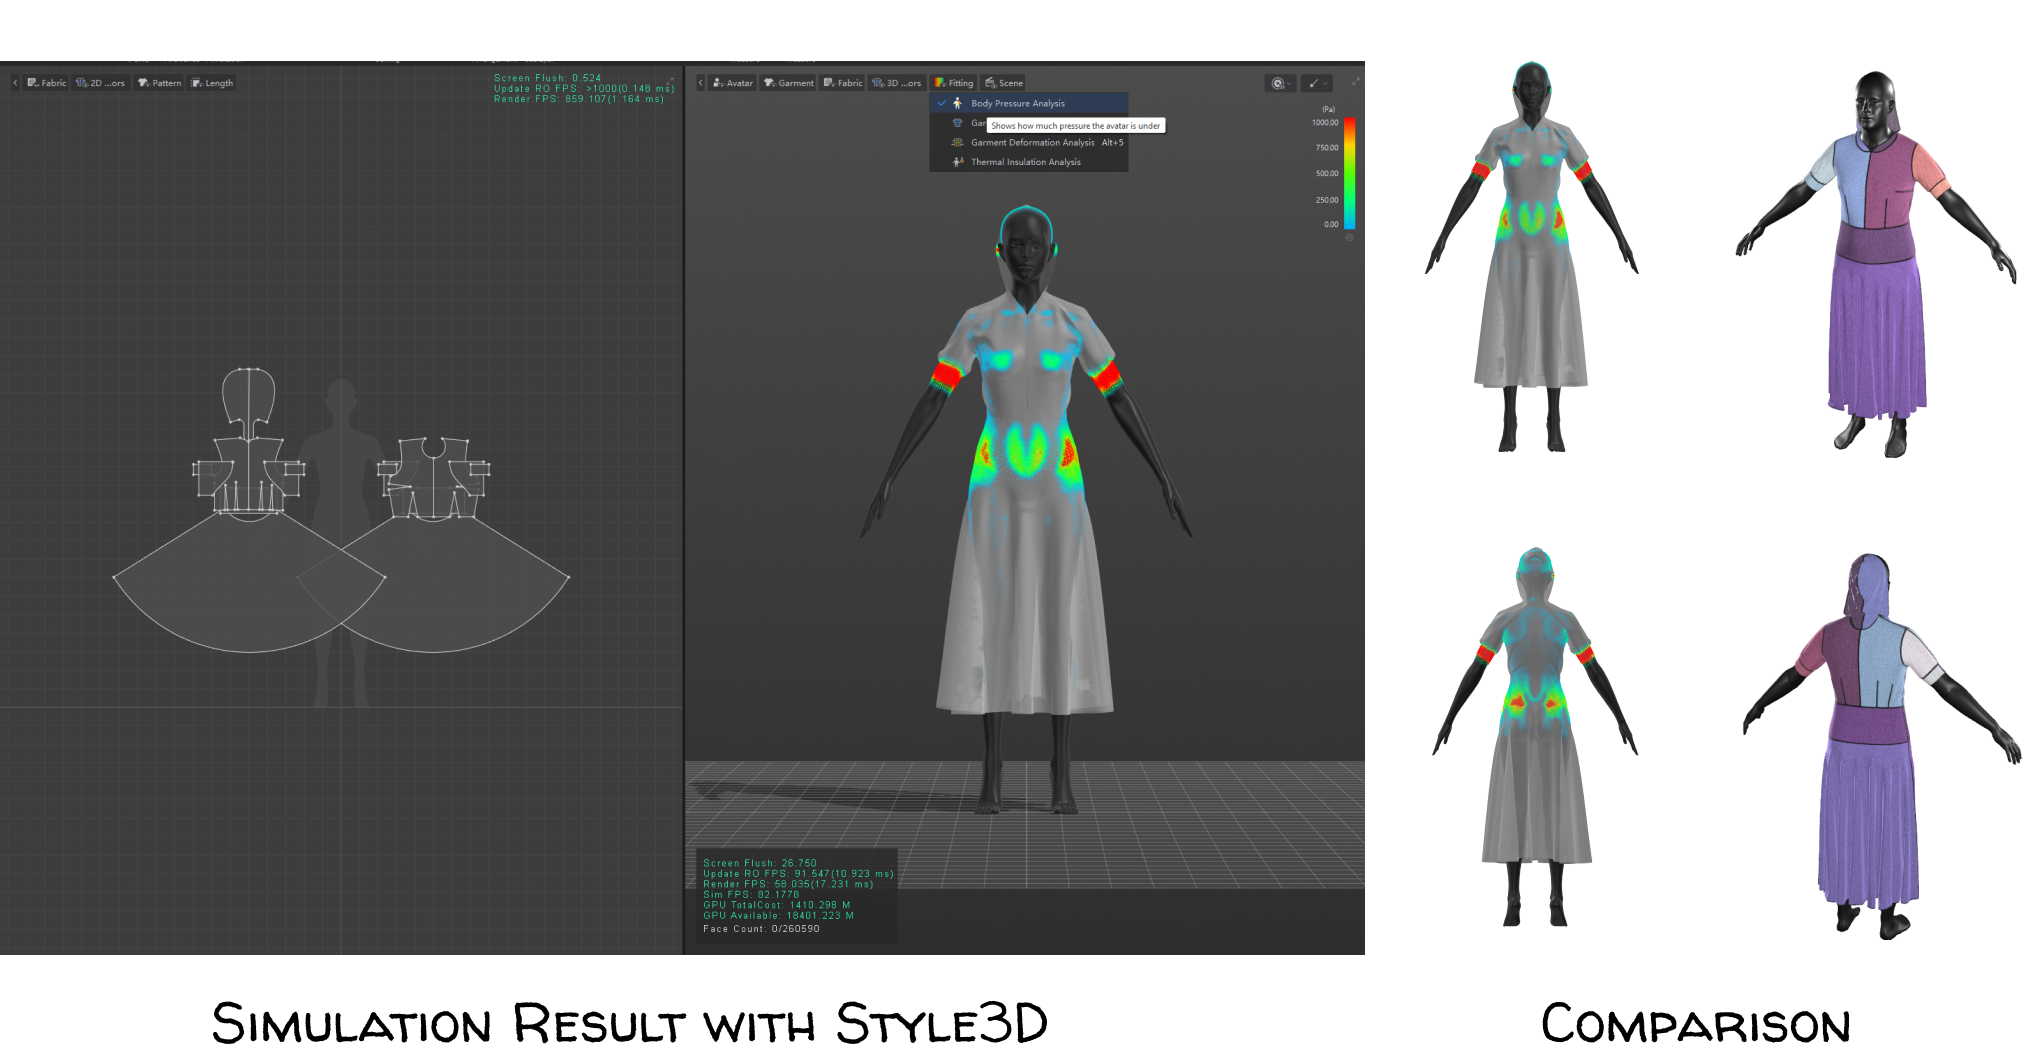 Fabric 2D ...ors Pattern Length
Screen Flush: 0.524
Update RO FPS: >1000(0.148 ms)
Render FPS: 859.107(1.164 ms)
Avatar Garment Fabric 3D ...ors Fitting Scene
Body Pressure Analysis
Gar
Shows how much pressure the avatar is under
Garment Deformation Analysis Alt+5
Thermal Insulation Analysis
(Pa)
1000.00
750.00
500.00
250.00
0.00
Screen Flush: 26.750
Update RO FPS: 91.547(10.923 ms)
Render FPS: 58.035(17.231 ms)
Sim FPS: 82.1778
GPU TotalCost: 1410.298 M
GPU Available: 18401.223 M
Face Count: 0/260590
Simulation Result with Style3D
Comparison